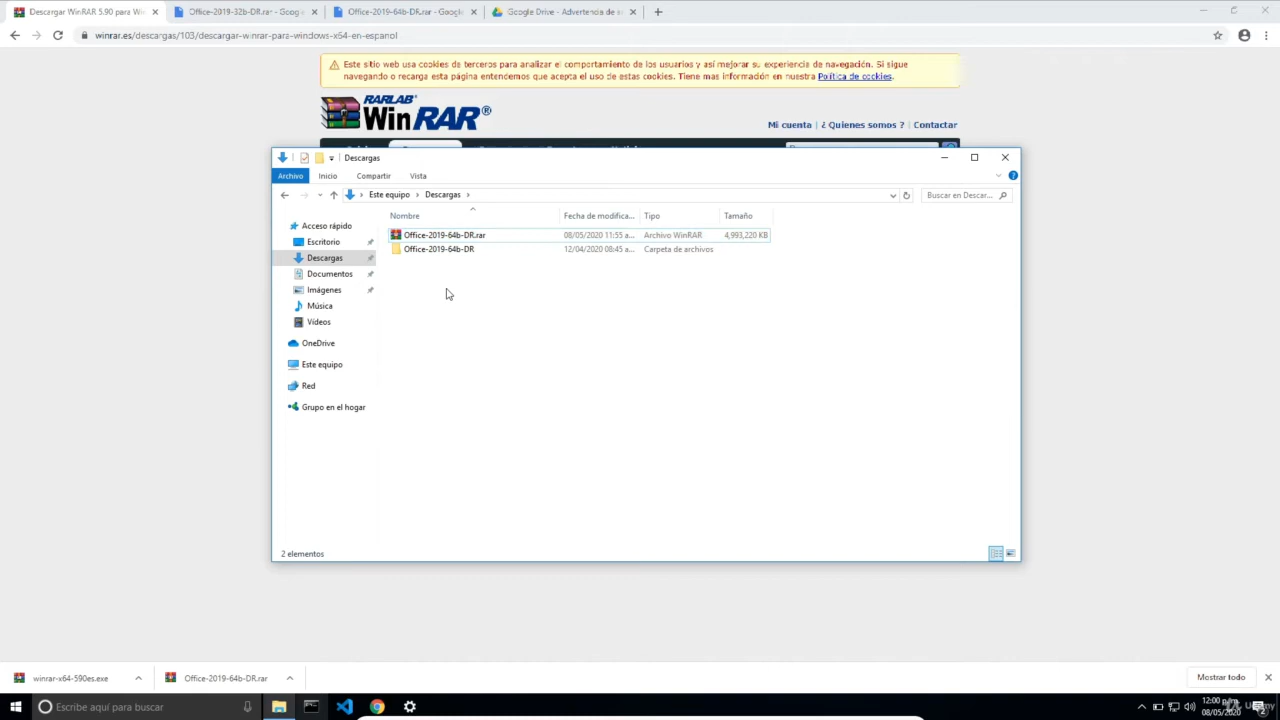 Descargar WinRAR 5.90 para Win
Office-2019-32b-DR.rar - Goog
Office-2019-64b-DR.rar - Google
Google Drive - Advertencia de
winrar.es/descargas/103/descargar-winrar-para-windows-x64-en-espanol
Este sitio web usa cookies de terceros para analizar el comportamiento de los usuarios y así mejorar su experiencia de navegación. Si sigue
navegando o recarga esta página entendemos que acepta el uso de estas cookies. Tiene mas información en nuestra Política de cookies.
RARLAB
WinRAR®
Mi cuenta | ¿ Quienes somos ? | Contactar
Descargas
Archivo Inicio Compartir Vista
Este equipo > Descargas >
Buscar en Descar...
Nombre Fecha de modifica... Tipo Tamaño
Office-2019-64b-DR.rar 08/05/2020 11:55 a... Archivo WinRAR 4,993,220 KB
Office-2019-64b-DR 12/04/2020 08:45 a... Carpeta de archivos
Acceso rápido
Escritorio
Descargas
Documentos
Imágenes
Música
Vídeos
OneDrive
Este equipo
Red
Grupo en el hogar
2 elementos
winrar-x64-590es.exe
Office-2019-64b-DR.rar
Mostrar todo
Escribe aquí para buscar
12:00 p.m.
08/05/2020
Udemy